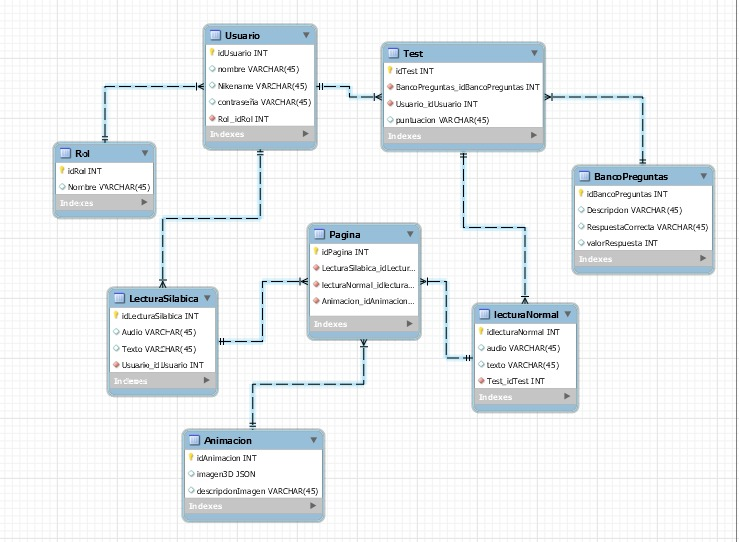 Usuario
idUsuario INT
nombre VARCHAR(45)
Nikename VARCHAR(45)
contraseña VARCHAR(45)
Rol_idRol INT
Indexes
Test
idTest INT
BancoPreguntas_idBancoPreguntas INT
Usuario_idUsuario INT
puntuacion VARCHAR(45)
Indexes
Rol
idRol INT
Nombre VARCHAR(45)
Indexes
BancoPreguntas
idBancoPreguntas INT
Descripcion VARCHAR(45)
RespuestaCorrecta VARCHAR(45)
valorRespuesta INT
Indexes
Pagina
idPagina INT
LecturaSilabica_idLectur...
lecturaNormal_idlectura...
Animacion_idAnimacion...
Indexes
LecturaSilabica
idLecturaSilabica INT
Audio VARCHAR(45)
Texto VARCHAR(45)
Usuario_idUsuario INT
Indexes
lecturaNormal
idlecturaNormal INT
audio VARCHAR(45)
texto VARCHAR(45)
Test_idTest INT
Indexes
Animacion
idAnimacion INT
imagen3D JSON
descripcionImagen VARCHAR(45)
Indexes